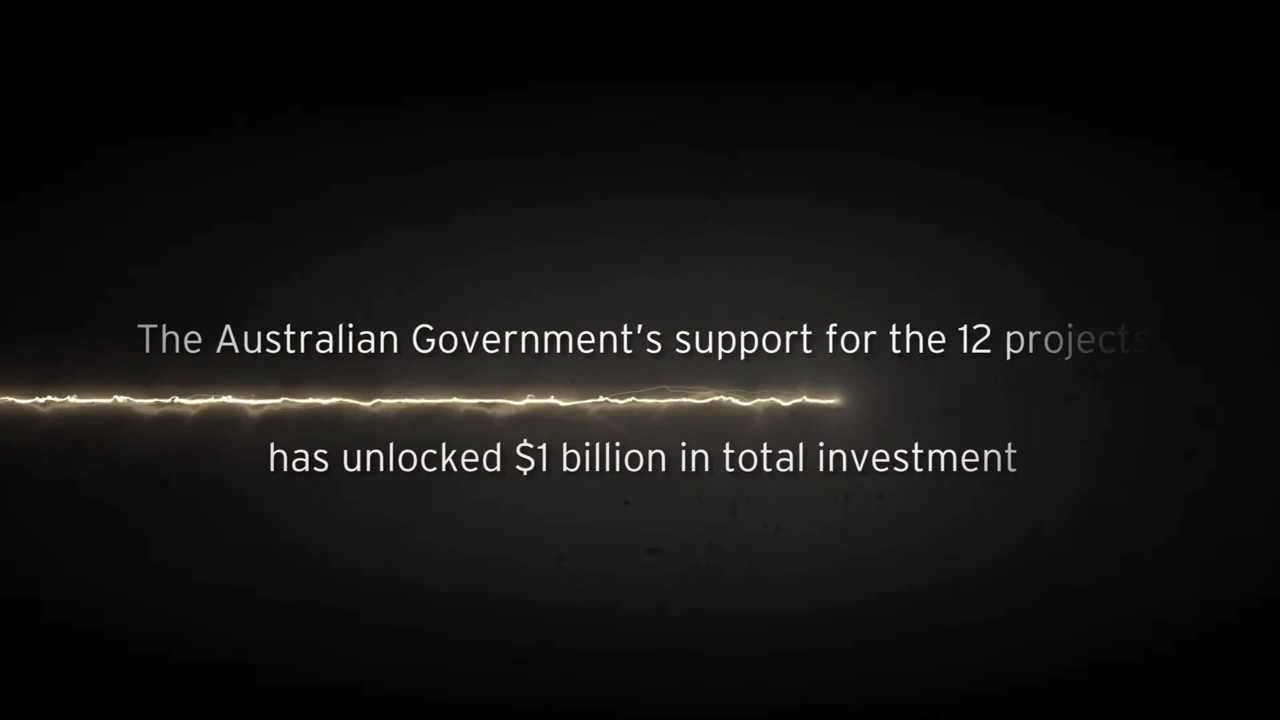 The Australian Government's support for the 12 projects
has unlocked $1 billion in total investment